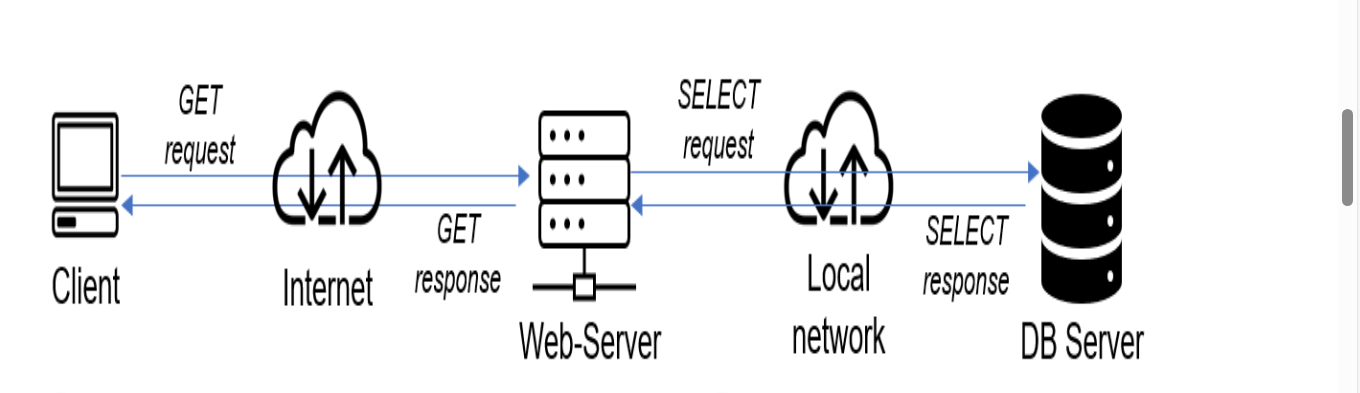 GET
request
SELECT
request
GET
response
SELECT
response
Client
Internet
Local
network
Web-Server
DB Server